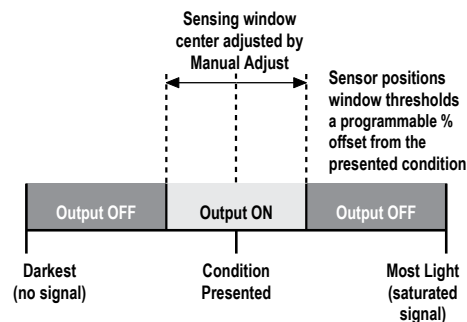 Sensing window
center adjusted by
Manual Adjust
Sensor positions
window thresholds
a programmable %
offset from the
presented condition
Output OFF
Output ON
Output OFF
Darkest
(no signal)
Condition
Presented
Most Light
(saturated
signal)